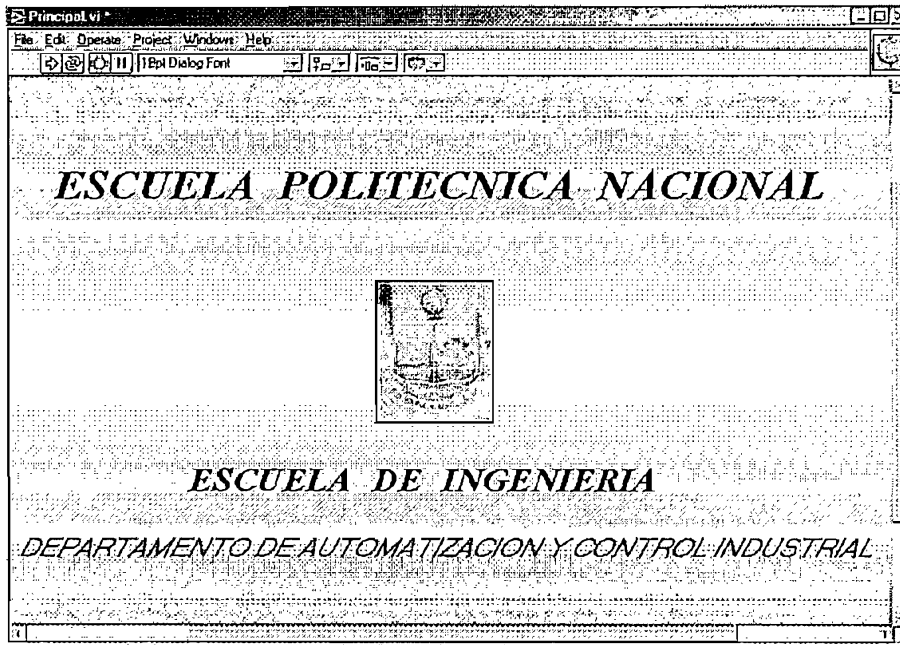 Principal.vi *
File Edit Operate Project Windows Help
18pt Dialog Font
ESCUELA POLITECNICA NACIONAL
ESCUELA DE INGENIERIA
DEPARTAMENTO DE AUTOMATIZACION Y CONTROL INDUSTRIAL